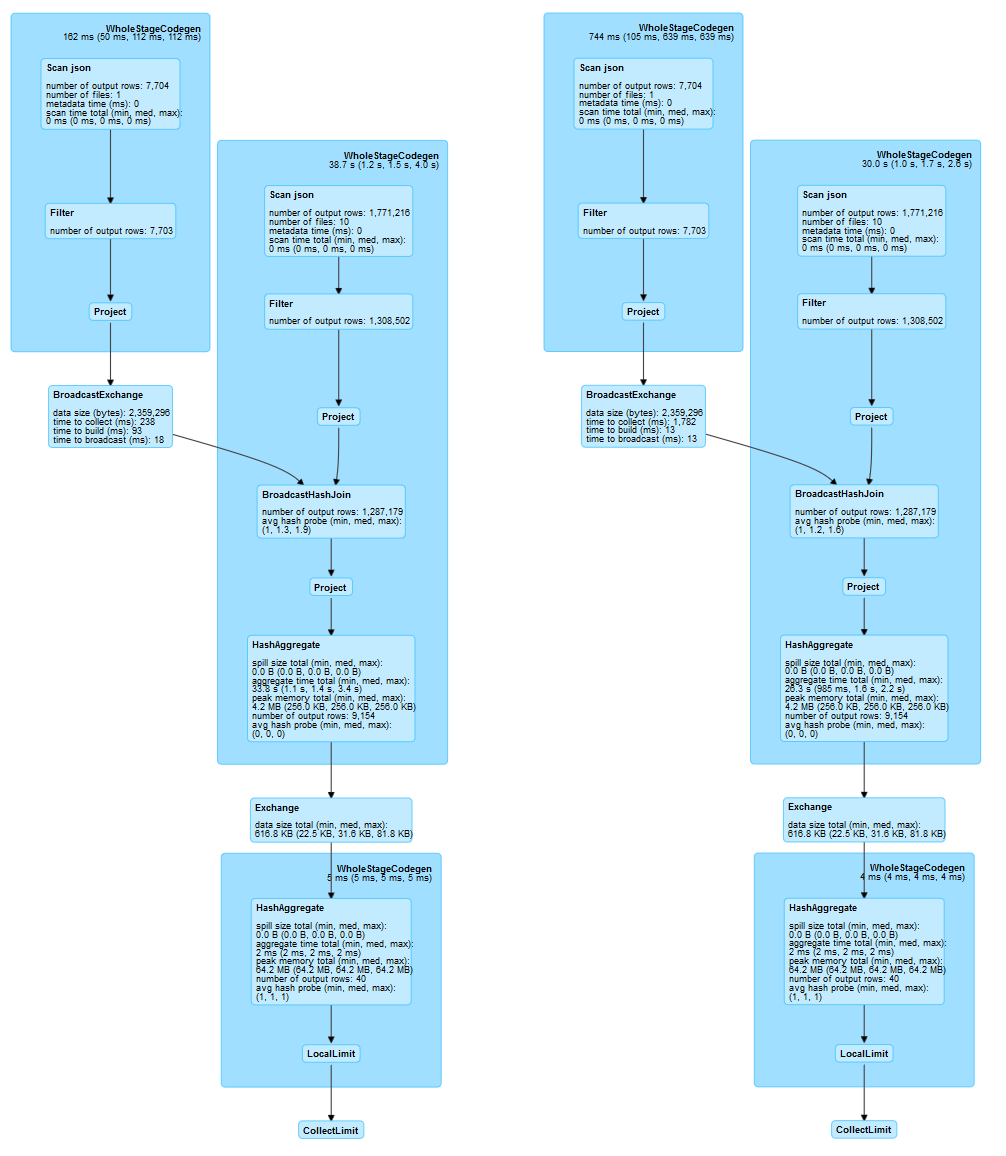 WholeStageCodegen
162 ms (50 ms, 112 ms, 112 ms)
Scan json
number of output rows: 7,704
number of files: 1
metadata time (ms): 0
scan time total (min, med, max):
0 ms (0 ms, 0 ms, 0 ms)
Filter
number of output rows: 7,703
Project
BroadcastExchange
data size (bytes): 2,359,296
time to collect (ms): 238
time to build (ms): 93
time to broadcast (ms): 18
WholeStageCodegen
38.7 s (1.2 s, 1.5 s, 4.0 s)
Scan json
number of output rows: 1,771,216
number of files: 10
metadata time (ms): 0
scan time total (min, med, max):
0 ms (0 ms, 0 ms, 0 ms)
Filter
number of output rows: 1,308,502
Project
BroadcastHashJoin
number of output rows: 1,287,179
avg hash probe (min, med, max):
(1, 1.3, 1.9)
Project
HashAggregate
spill size total (min, med, max):
0.0 B (0.0 B, 0.0 B, 0.0 B)
aggregate time total (min, med, max):
33.8 s (1.1 s, 1.4 s, 3.4 s)
peak memory total (min, med, max):
4.2 MB (256.0 KB, 256.0 KB, 256.0 KB)
number of output rows: 9,154
avg hash probe (min, med, max):
(0, 0, 0)
Exchange
data size total (min, med, max):
616.8 KB (22.5 KB, 31.6 KB, 81.8 KB)
WholeStageCodegen
5 ms (5 ms, 5 ms, 5 ms)
HashAggregate
spill size total (min, med, max):
0.0 B (0.0 B, 0.0 B, 0.0 B)
aggregate time total (min, med, max):
2 ms (2 ms, 2 ms, 2 ms)
peak memory total (min, med, max):
64.2 MB (64.2 MB, 64.2 MB, 64.2 MB)
number of output rows: 40
avg hash probe (min, med, max):
(1, 1, 1)
LocalLimit
CollectLimit
WholeStageCodegen
744 ms (105 ms, 639 ms, 639 ms)
Scan json
number of output rows: 7,704
number of files: 1
metadata time (ms): 0
scan time total (min, med, max):
0 ms (0 ms, 0 ms, 0 ms)
Filter
number of output rows: 7,703
Project
BroadcastExchange
data size (bytes): 2,359,296
time to collect (ms): 1,782
time to build (ms): 13
time to broadcast (ms): 13
WholeStageCodegen
30.0 s (1.0 s, 1.7 s, 2.6 s)
Scan json
number of output rows: 1,771,216
number of files: 10
metadata time (ms): 0
scan time total (min, med, max):
0 ms (0 ms, 0 ms, 0 ms)
Filter
number of output rows: 1,308,502
Project
BroadcastHashJoin
number of output rows: 1,287,179
avg hash probe (min, med, max):
(1, 1.2, 1.6)
Project
HashAggregate
spill size total (min, med, max):
0.0 B (0.0 B, 0.0 B, 0.0 B)
aggregate time total (min, med, max):
26.3 s (985 ms, 1.6 s, 2.2 s)
peak memory total (min, med, max):
4.2 MB (256.0 KB, 256.0 KB, 256.0 KB)
number of output rows: 9,154
avg hash probe (min, med, max):
(0, 0, 0)
Exchange
data size total (min, med, max):
616.8 KB (22.5 KB, 31.6 KB, 81.8 KB)
WholeStageCodegen
4 ms (4 ms, 4 ms, 4 ms)
HashAggregate
spill size total (min, med, max):
0.0 B (0.0 B, 0.0 B, 0.0 B)
aggregate time total (min, med, max):
2 ms (2 ms, 2 ms, 2 ms)
peak memory total (min, med, max):
64.2 MB (64.2 MB, 64.2 MB, 64.2 MB)
number of output rows: 40
avg hash probe (min, med, max):
(1, 1, 1)
LocalLimit
CollectLimit